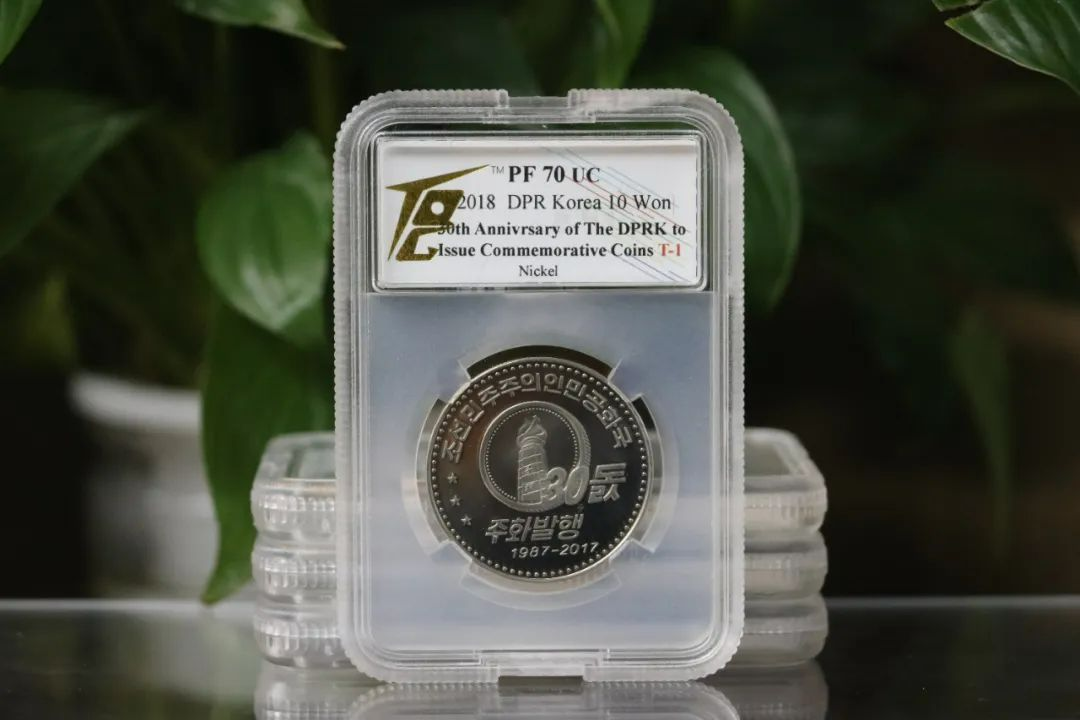 TQG™ PF 70 UC
2018 DPR Korea 10 Won
30th Annivrsary of The DPRK to
Issue Commemorative Coins T-1
Nickel
조선민주주의인민공화국
30돐
주화발행
1987-2017